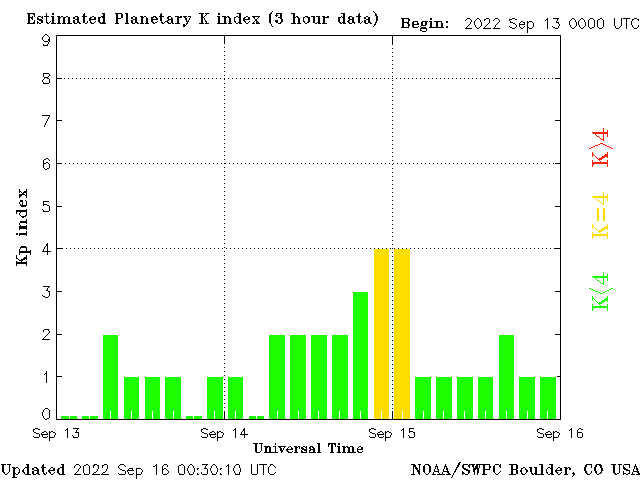 Estimated Planetary K index (3 hour data)
Begin: 2022 Sep 13 0000 UTC
9
8
7
6
5
4
3
2
1
0
Kp index
K>4
K=4
K<4
Sep 13
Sep 14
Sep 15
Sep 16
Universal Time
Updated 2022 Sep 16 00:30:10 UTC
NOAA/SWPC Boulder, CO USA